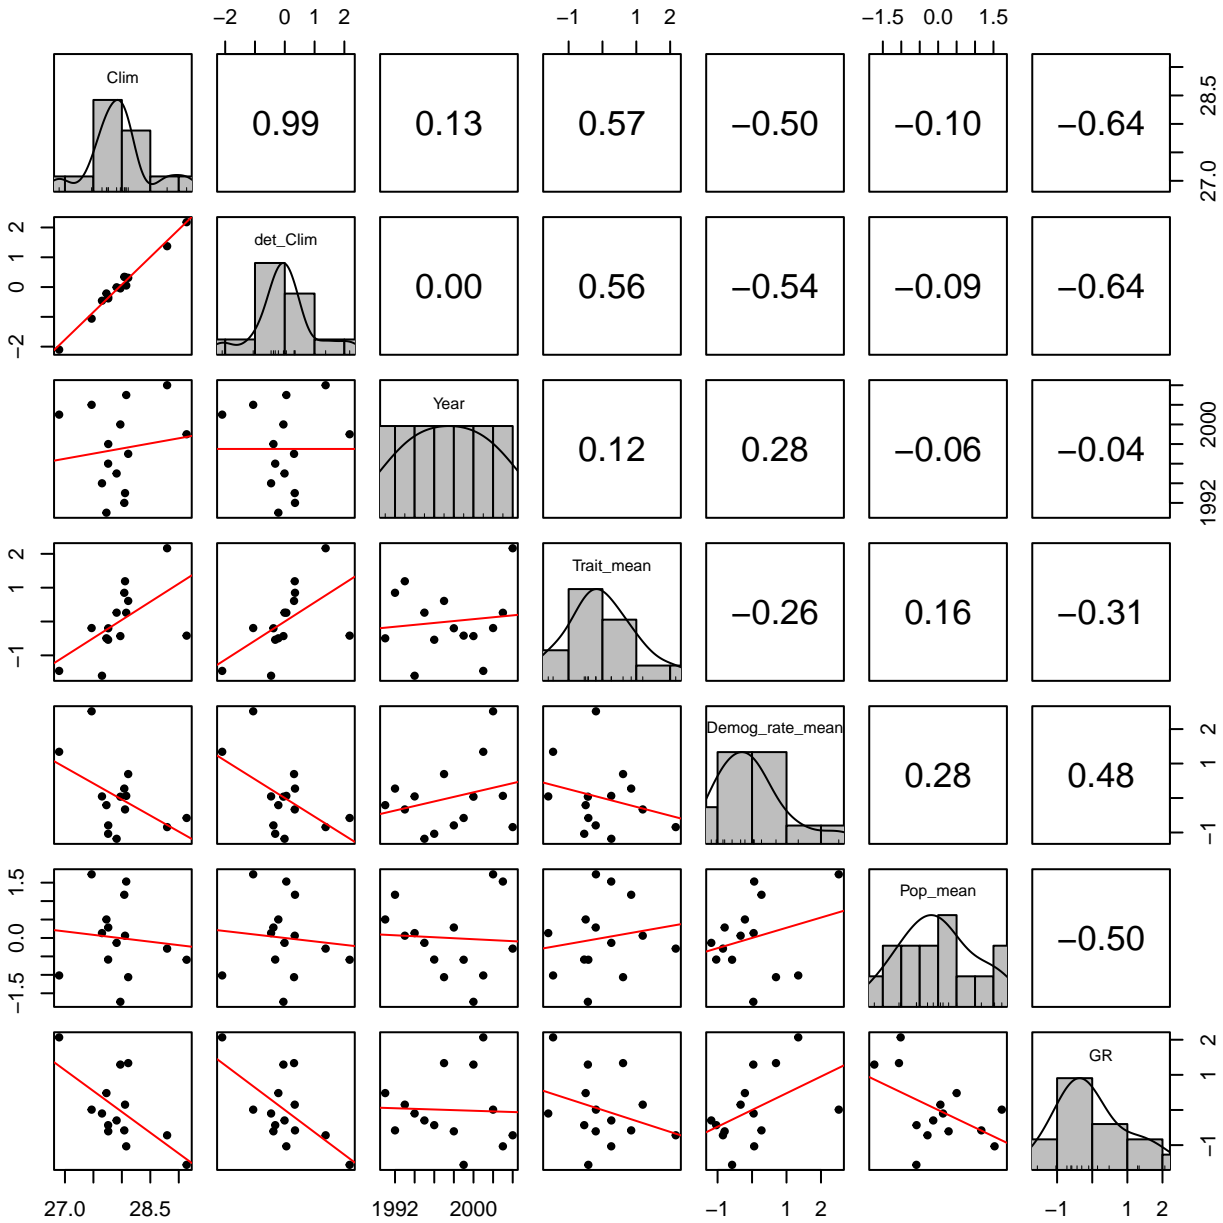 −2 0 2 −1 1 2 −1.5 0.0 1.5
Clim 0.99 0.13 0.57 −0.50 −0.10 −0.64 27.0 28.5
−2 0 1 2 det_Clim 0.00 0.56 −0.54 −0.09 −0.64
Year 0.12 0.28 −0.06 −0.04 1992 2000
−1 1 2 Trait_mean −0.26 0.16 −0.31
Demog_rate_mean 0.28 0.48 −1 1 2
−1.5 0.0 1.5 Pop_mean −0.50
GR −1 1 2
27.0 28.5 1992 2000 −1 1 2 −1 1 2